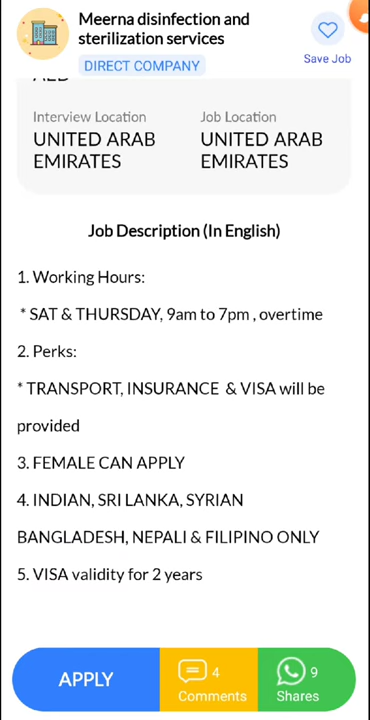 Meerna disinfection and
sterilization services
DIRECT COMPANY
Save Job
AED
Interview Location
Job Location
UNITED ARAB
EMIRATES
UNITED ARAB
EMIRATES
Job Description (In English)
1. Working Hours:
* SAT & THURSDAY, 9am to 7pm , overtime
2. Perks:
* TRANSPORT, INSURANCE & VISA will be
provided
3. FEMALE CAN APPLY
4. INDIAN, SRI LANKA, SYRIAN
BANGLADESH, NEPALI & FILIPINO ONLY
5. VISA validity for 2 years
APPLY
4
Comments
9
Shares